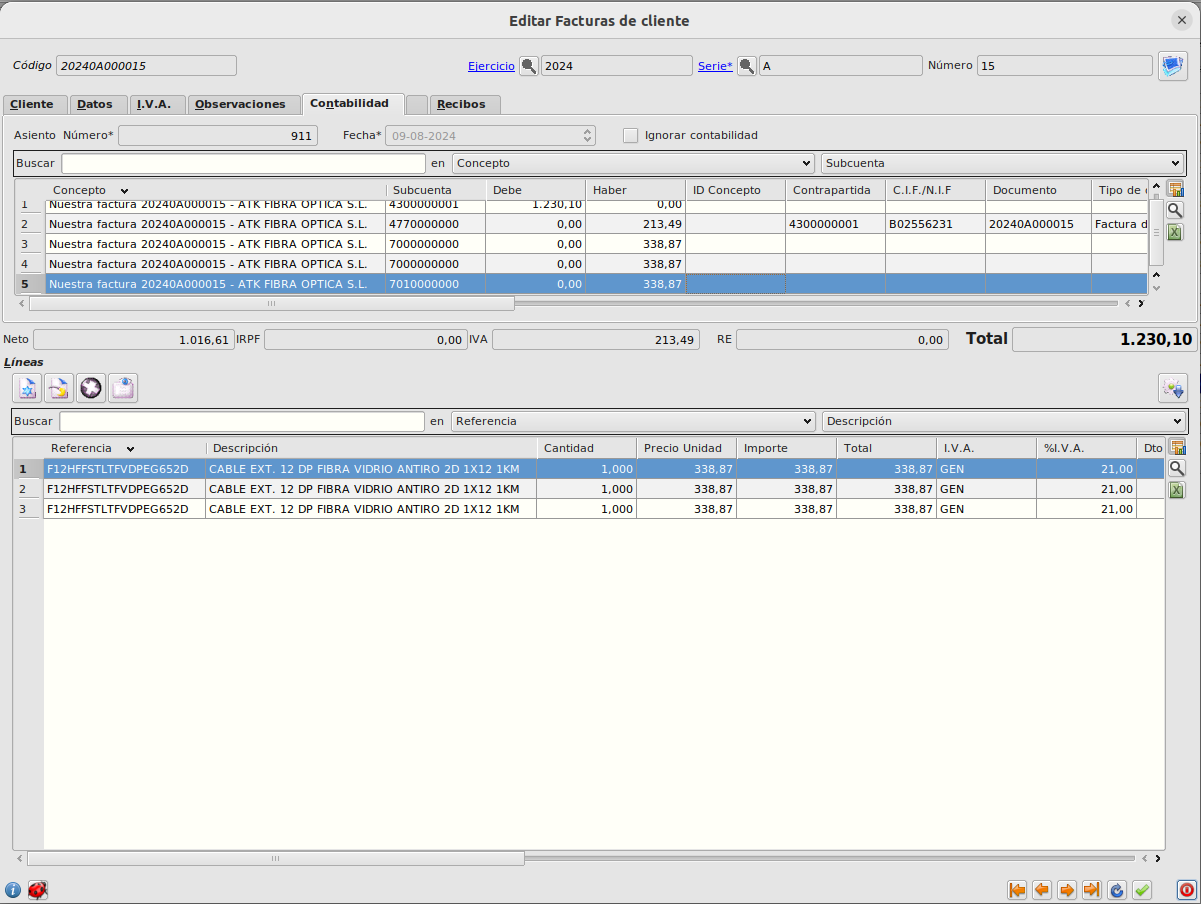 Editar Facturas de cliente
Código 20240A000015 Ejercicio 2024 Serie* A Número 15
Cliente Datos I.V.A. Observaciones Contabilidad Recibos
Asiento Número* 911 Fecha* 09-08-2024 Ignorar contabilidad
Buscar en Concepto Subcuenta
Concepto Subcuenta Debe Haber ID Concepto Contrapartida C.I.F./N.I.F Documento Tipo de
1 Nuestra factura 20240A000015 - ATK FIBRA OPTICA S.L. 4300000001 1.230,10 0,00
2 Nuestra factura 20240A000015 - ATK FIBRA OPTICA S.L. 4770000000 0,00 213,49 4300000001 B02556231 20240A000015 Factura d
3 Nuestra factura 20240A000015 - ATK FIBRA OPTICA S.L. 7000000000 0,00 338,87
4 Nuestra factura 20240A000015 - ATK FIBRA OPTICA S.L. 7000000000 0,00 338,87
5 Nuestra factura 20240A000015 - ATK FIBRA OPTICA S.L. 7010000000 0,00 338,87
Neto 1.016,61 IRPF 0,00 IVA 213,49 RE 0,00 Total 1.230,10
Líneas
Buscar en Referencia Descripción
Referencia Descripción Cantidad Precio Unidad Importe Total I.V.A. %I.V.A. Dto
1 F12HFFSTLTFVDPEG652D CABLE EXT. 12 DP FIBRA VIDRIO ANTIRO 2D 1X12 1KM 1,000 338,87 338,87 338,87 GEN 21,00
2 F12HFFSTLTFVDPEG652D CABLE EXT. 12 DP FIBRA VIDRIO ANTIRO 2D 1X12 1KM 1,000 338,87 338,87 338,87 GEN 21,00
3 F12HFFSTLTFVDPEG652D CABLE EXT. 12 DP FIBRA VIDRIO ANTIRO 2D 1X12 1KM 1,000 338,87 338,87 338,87 GEN 21,00